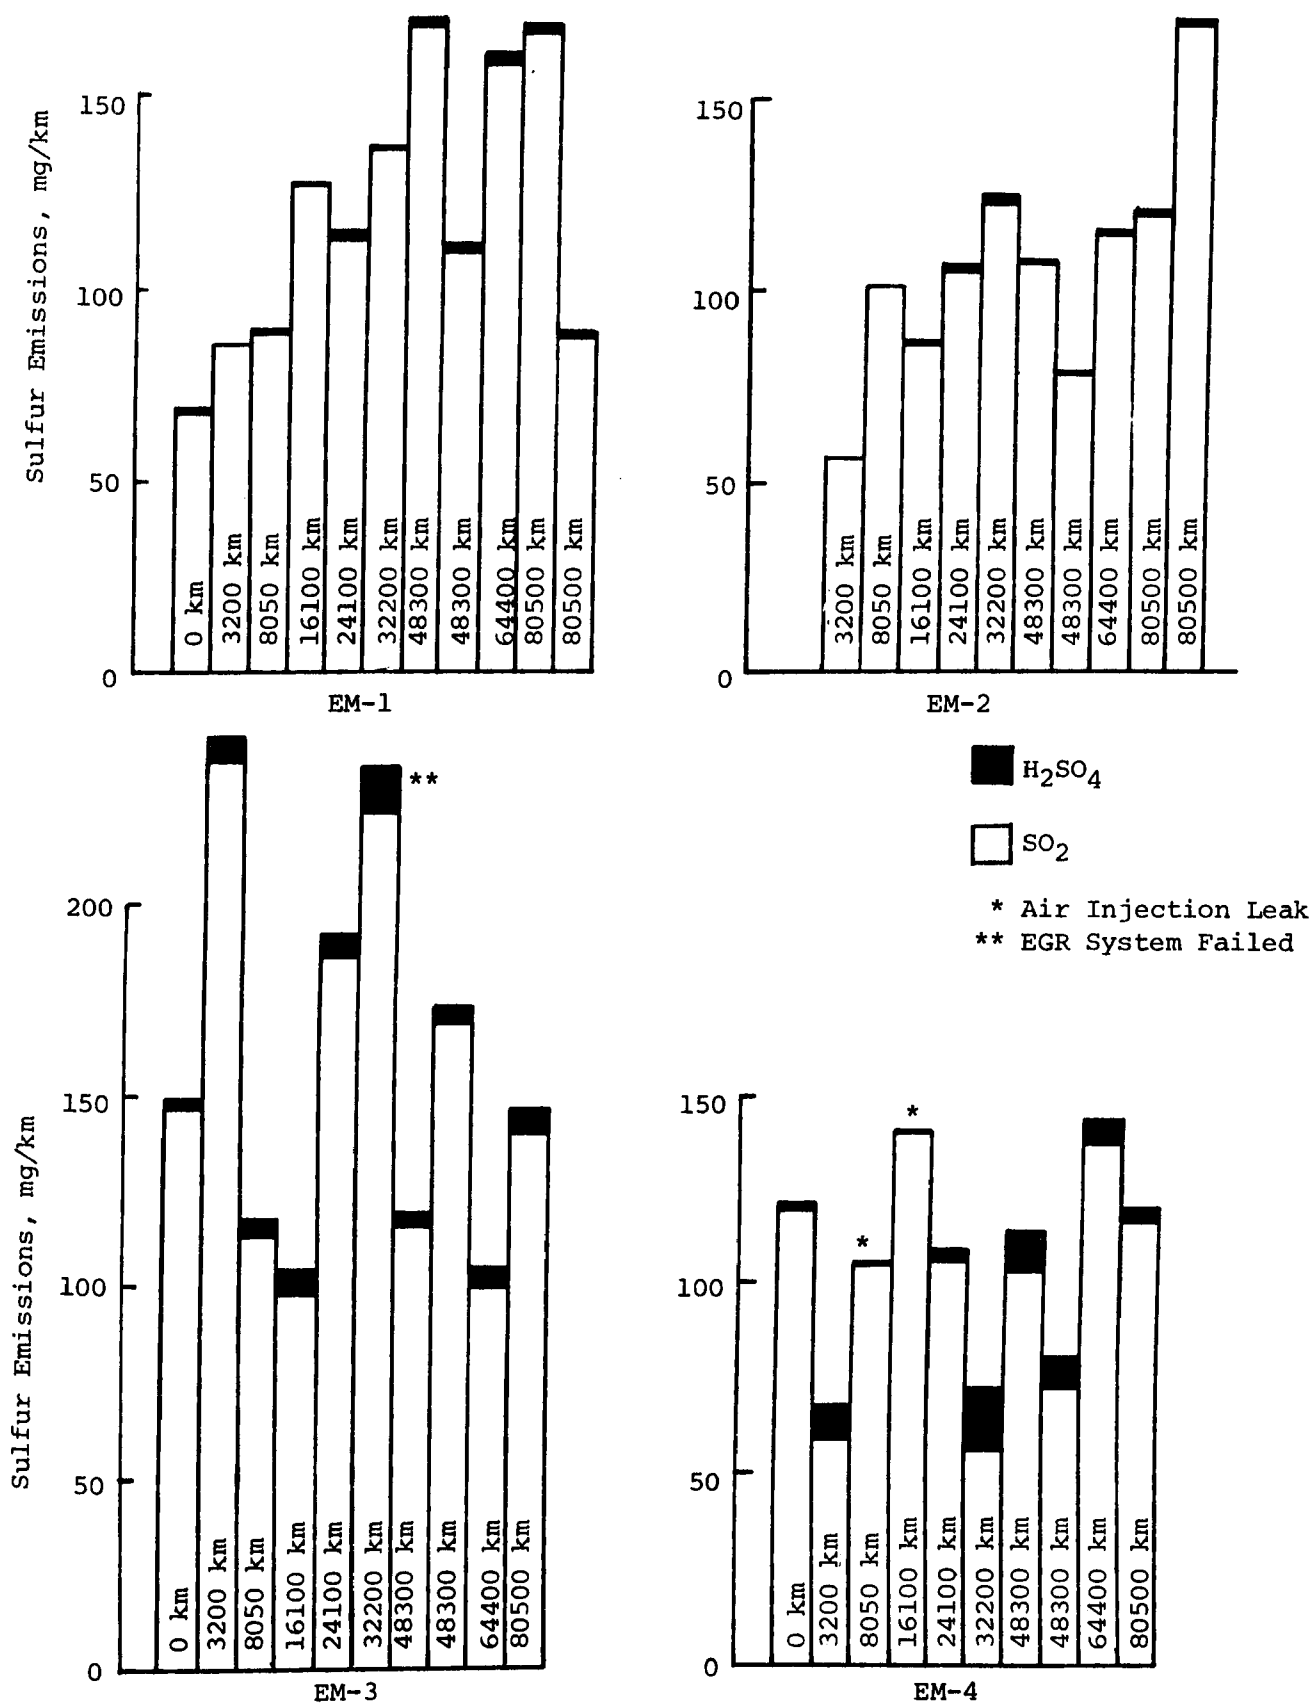 Sulfur Emissions, mg/km
150
100
50
0
0 km
3200 km
8050 km
16100 km
24100 km
32200 km
48300 km
48300 km
64400 km
80500 km
80500 km
EM-1
150
100
50
0
3200 km
8050 km
16100 km
24100 km
32200 km
48300 km
48300 km
64400 km
80500 km
80500 km
EM-2
H2SO4
SO2
* Air Injection Leak
** EGR System Failed
Sulfur Emissions, mg/km
200
150
100
50
0
**
0 km
3200 km
8050 km
16100 km
24100 km
32200 km
48300 km
48300 km
64400 km
80500 km
EM-3
150
100
50
0
*
*
0 km
3200 km
8050 km
16100 km
24100 km
32200 km
48300 km
48300 km
64400 km
80500 km
EM-4